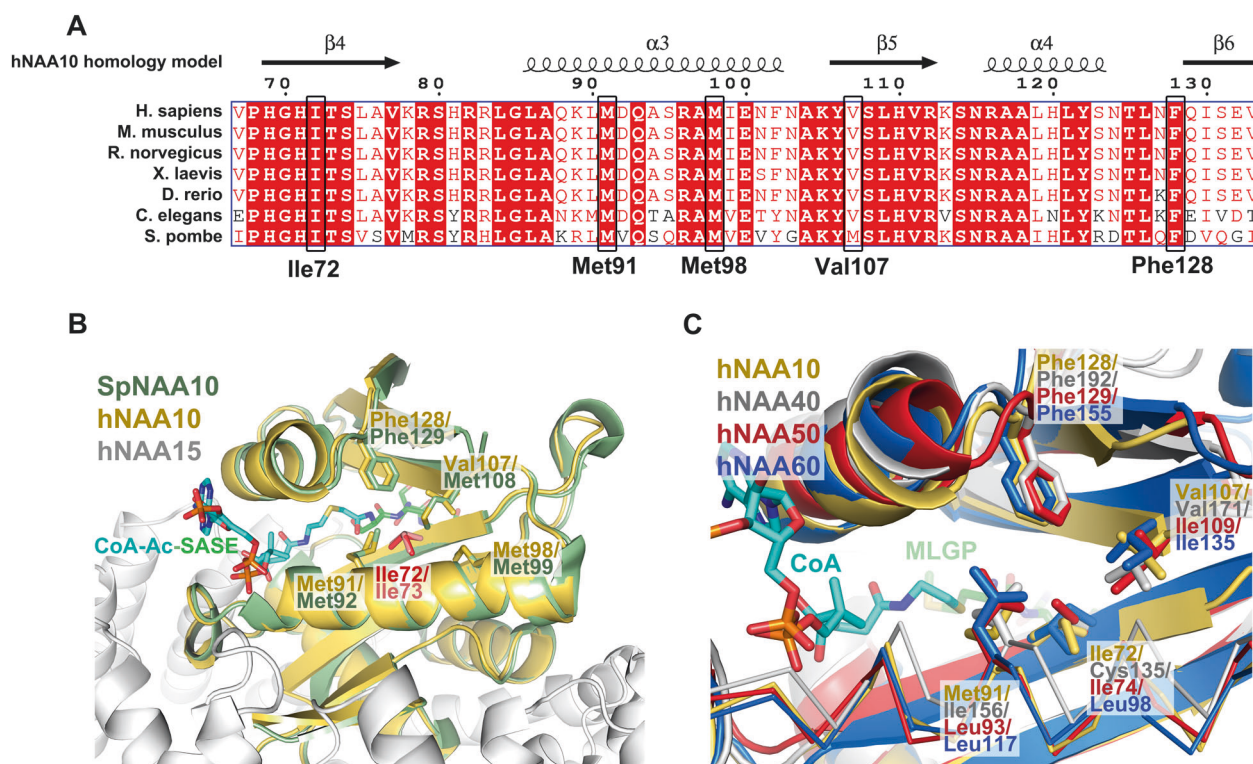 A
β4 α3 β5 α4 β6
hNAA10 homology model
70 80 90 100 110 120 130
H. sapiens VPHGHITSLAVKRSHRRLGLAQKLMDQASRAMIENFNAKYVSLHVRKSNRAALHLYSNTLNFQISEV
M. musculus VPHGHITSLAVKRSHRRLGLAQKLMDQASRAMIENFNAKYVSLHVRKSNRAALHLYSNTLNFQISEV
R. norvegicus VPHGHITSLAVKRSHRRLGLAQKLMDQASRAMIENFNAKYVSLHVRKSNRAALHLYSNTLNFQISEV
X. laevis VPHGHITSLAVKRSHRRLGLAQKLMDQASRAMIESFNAKYVSLHVRKSNRAALHLYSNTLNFQISEV
D. rerio VPHGHITSLAVKRSHRRLGLAQKLMDQASRAMIENFNAKYVSLHVRKSNRAALHLYSNTLKFQISEV
C. elegans EPHGHITSLAVKRSYRRLGLANKMMDQTARAMVETYNAKYVSLHVRVSNRAALNLYKNTLKFEIVDT
S. pombe IPHGHITSVSVMRSYRHLGLAKRLMVQSQRAMVEVYGAKYMSLHVRKSNRAAIHLYRDTLQFDVQGI
Ile72 Met91 Met98 Val107 Phe128
B
SpNAA10
hNAA10
hNAA15
Phe128/
Phe129
Val107/
Met108
CoA-Ac-SASE
Met98/
Met99
Met91/
Met92
Ile72/
Ile73
C
hNAA10
hNAA40
hNAA50
hNAA60
Phe128/
Phe192/
Phe129/
Phe155
Val107/
Val171/
Ile109/
Ile135
CoA
MLGP
Ile72/
Cys135/
Ile74/
Leu98
Met91/
Ile156/
Leu93/
Leu117